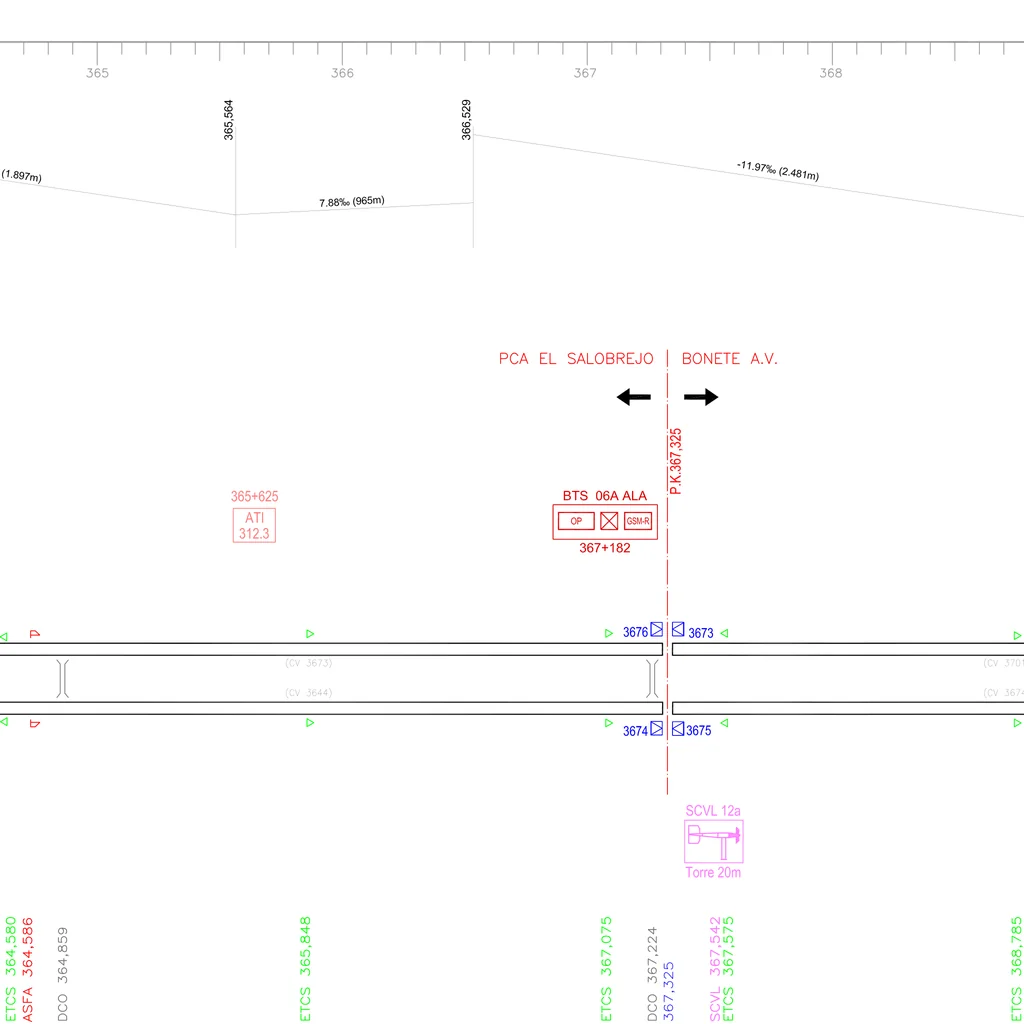 365
366
367
368
365,564
366,529
(1.897m)
7.88‰ (965m)
-11.97‰ (2.481m)
PCA EL SALOBREJO
BONETE A.V.
P.K.367,325
365+625
ATI
312.3
BTS 06A ALA
OP
GSM-R
367+182
3676
3673
(CV 3673)
(CV 3701
(CV 3644)
(CV 3674
3674
3675
SCVL 12a
Torre 20m
ETCS 364,580
ASFA 364,586
DCO 364,859
ETCS 365,848
ETCS 367,075
DCO 367,224
367,325
SCVL 367,542
ETCS 367,575
ETCS 368,785